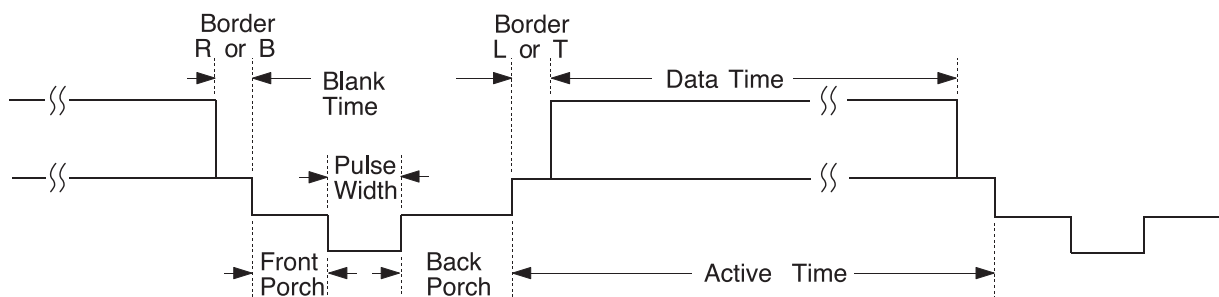 Border
R or B
Border
L or T
Blank
Time
Data Time
Pulse
Width
Front
Porch
Back
Porch
Active Time